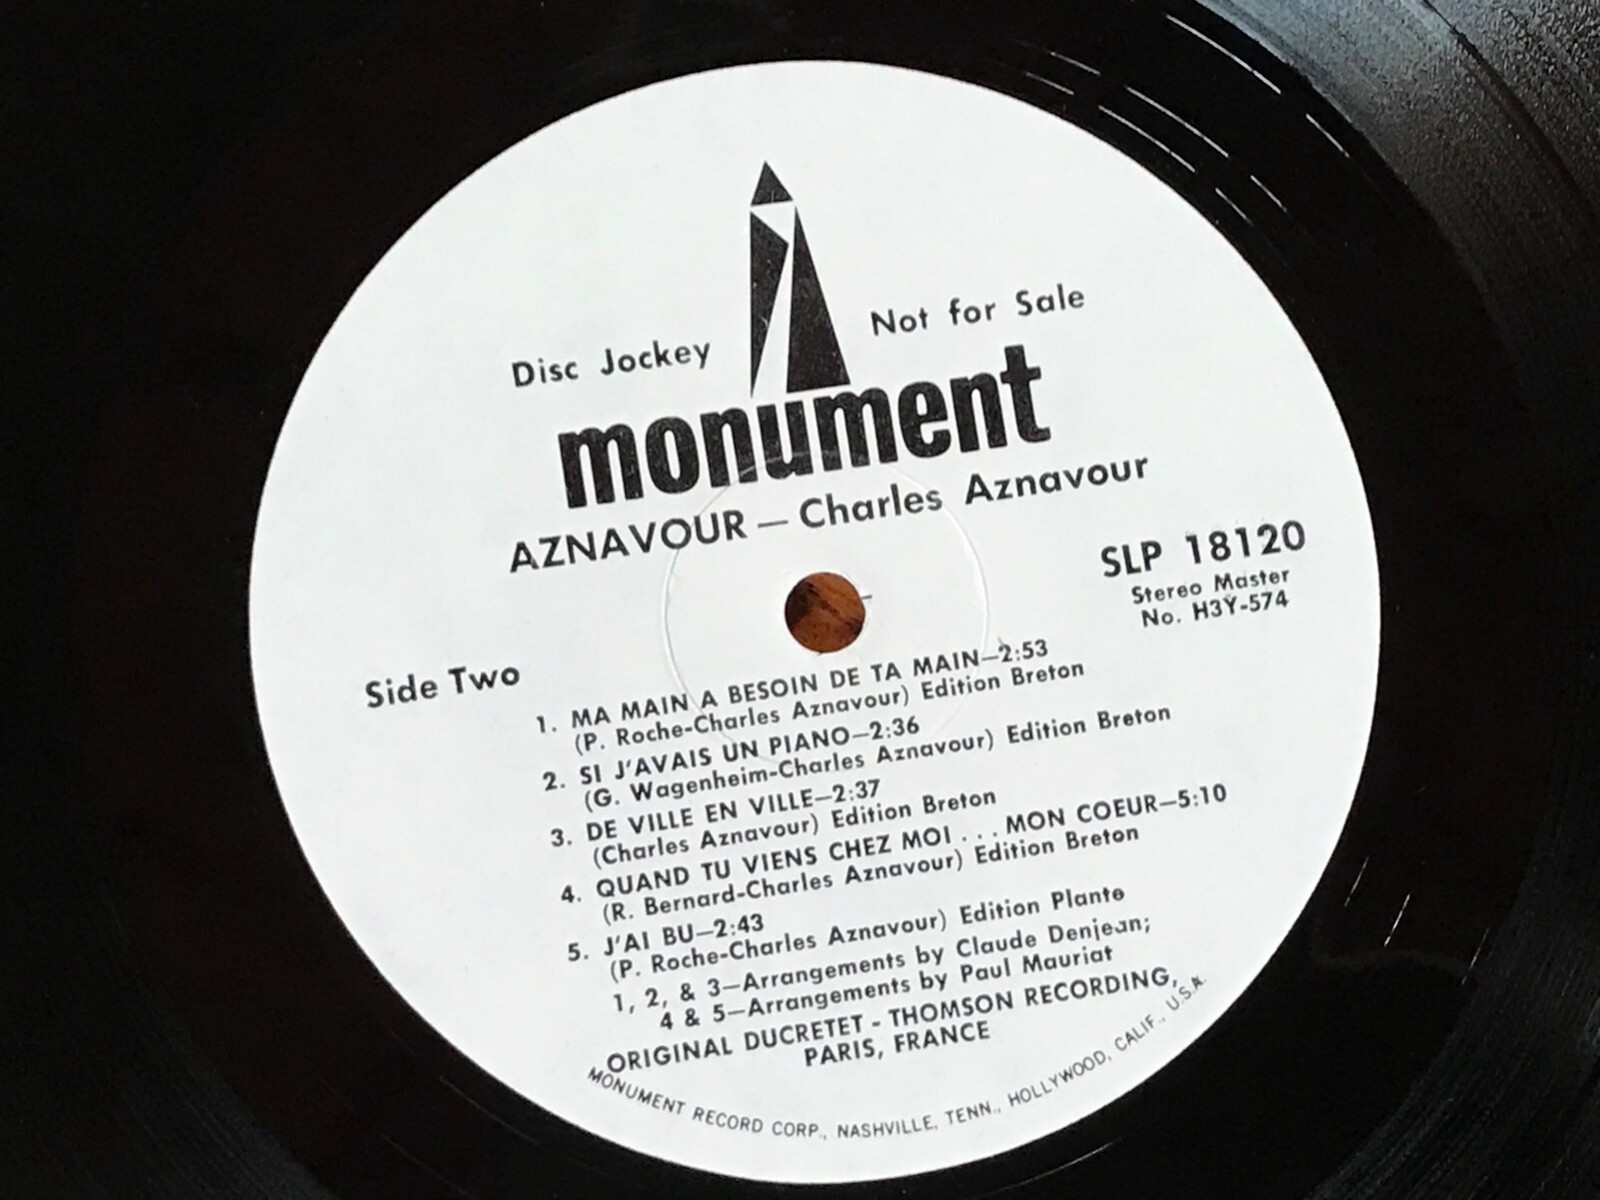 Disc Jockey
Not for Sale
monument
AZNAVOUR — Charles Aznavour
SLP 18120
Stereo Master
No. H3Y-574
Side Two
1. MA MAIN A BESOIN DE TA MAIN—2:53
(P. Roche-Charles Aznavour) Edition Breton
2. SI J'AVAIS UN PIANO—2:36
(G. Wagenheim-Charles Aznavour) Edition Breton
3. DE VILLE EN VILLE—2:37
(Charles Aznavour) Edition Breton
4. QUAND TU VIENS CHEZ MOI . . . MON COEUR—5:10
(R. Bernard-Charles Aznavour) Edition Breton
5. J'AI BU—2:43
(P. Roche-Charles Aznavour) Edition Plante
1, 2, & 3—Arrangements by Claude Denjean;
4 & 5—Arrangements by Paul Mauriat
ORIGINAL DUCRETET - THOMSON RECORDING,
PARIS, FRANCE
MONUMENT RECORD CORP., NASHVILLE, TENN., HOLLYWOOD, CALIF., U.S.A.